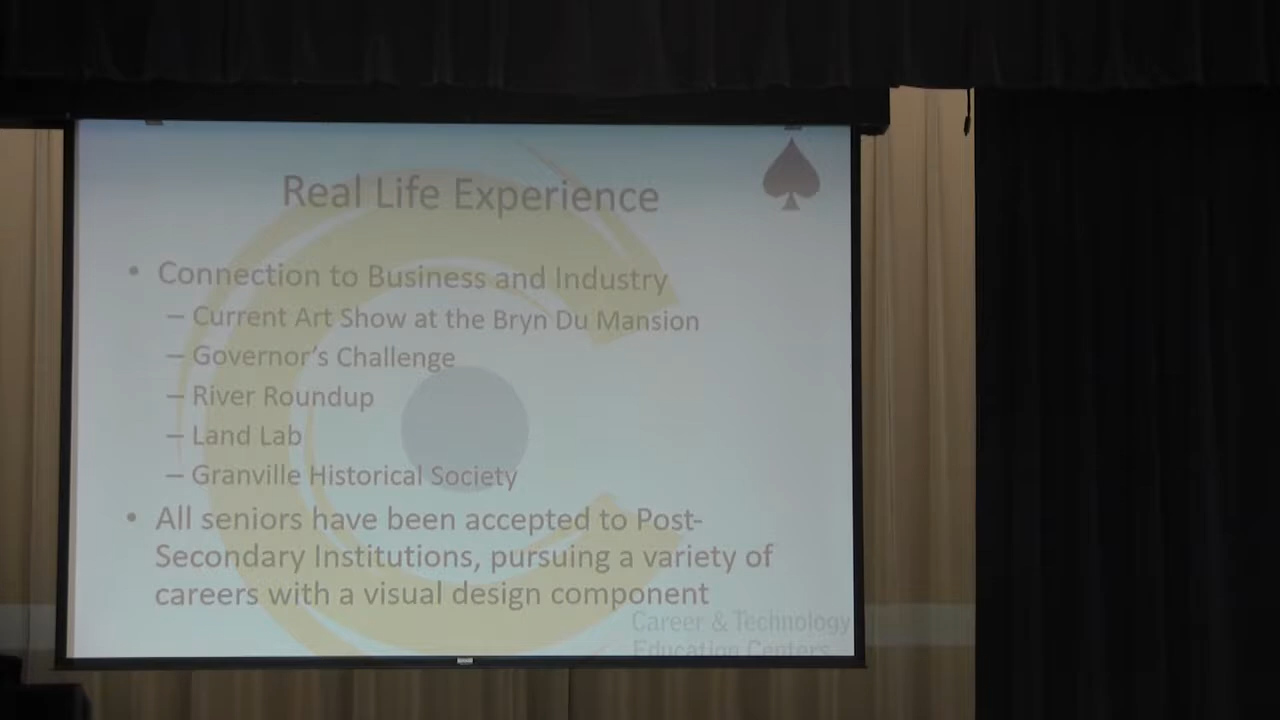 Real Life Experience
• Connection to Business and Industry
– Current Art Show at the Bryn Du Mansion
– Governor's Challenge
– River Roundup
– Land Lab
– Granville Historical Society
• All seniors have been accepted to Post-
Secondary Institutions, pursuing a variety of
careers with a visual design component
Career & Technology
Education Centers